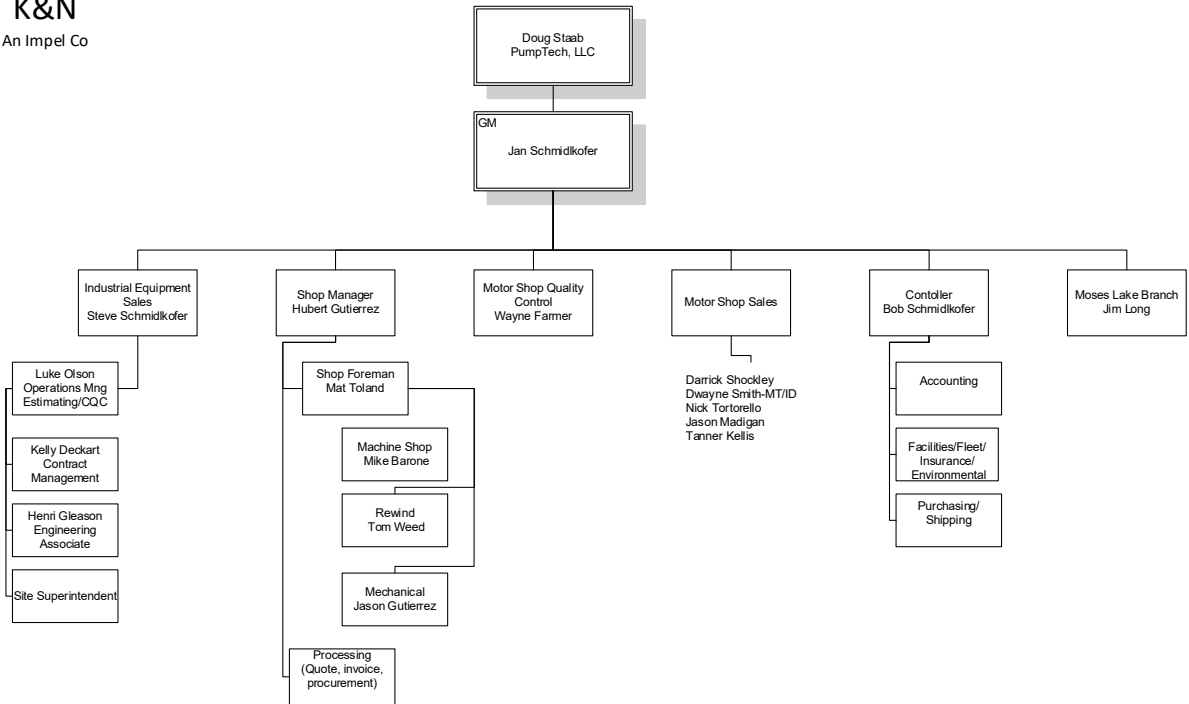 K&N
An Impel Co
Doug Staab
PumpTech, LLC
GM
Jan Schmidlkofer
Industrial Equipment
Sales
Steve Schmidlkofer
Shop Manager
Hubert Gutierrez
Motor Shop Quality
Control
Wayne Farmer
Motor Shop Sales
Contoller
Bob Schmidlkofer
Moses Lake Branch
Jim Long
Luke Olson
Operations Mng
Estimating/CQC
Kelly Deckart
Contract
Management
Henri Gleason
Engineering
Associate
Site Superintendent
Shop Foreman
Mat Toland
Machine Shop
Mike Barone
Rewind
Tom Weed
Mechanical
Jason Gutierrez
Processing
(Quote, invoice,
procurement)
Darrick Shockley
Dwayne Smith-MT/ID
Nick Tortorello
Jason Madigan
Tanner Kellis
Accounting
Facilities/Fleet/
Insurance/
Environmental
Purchasing/
Shipping